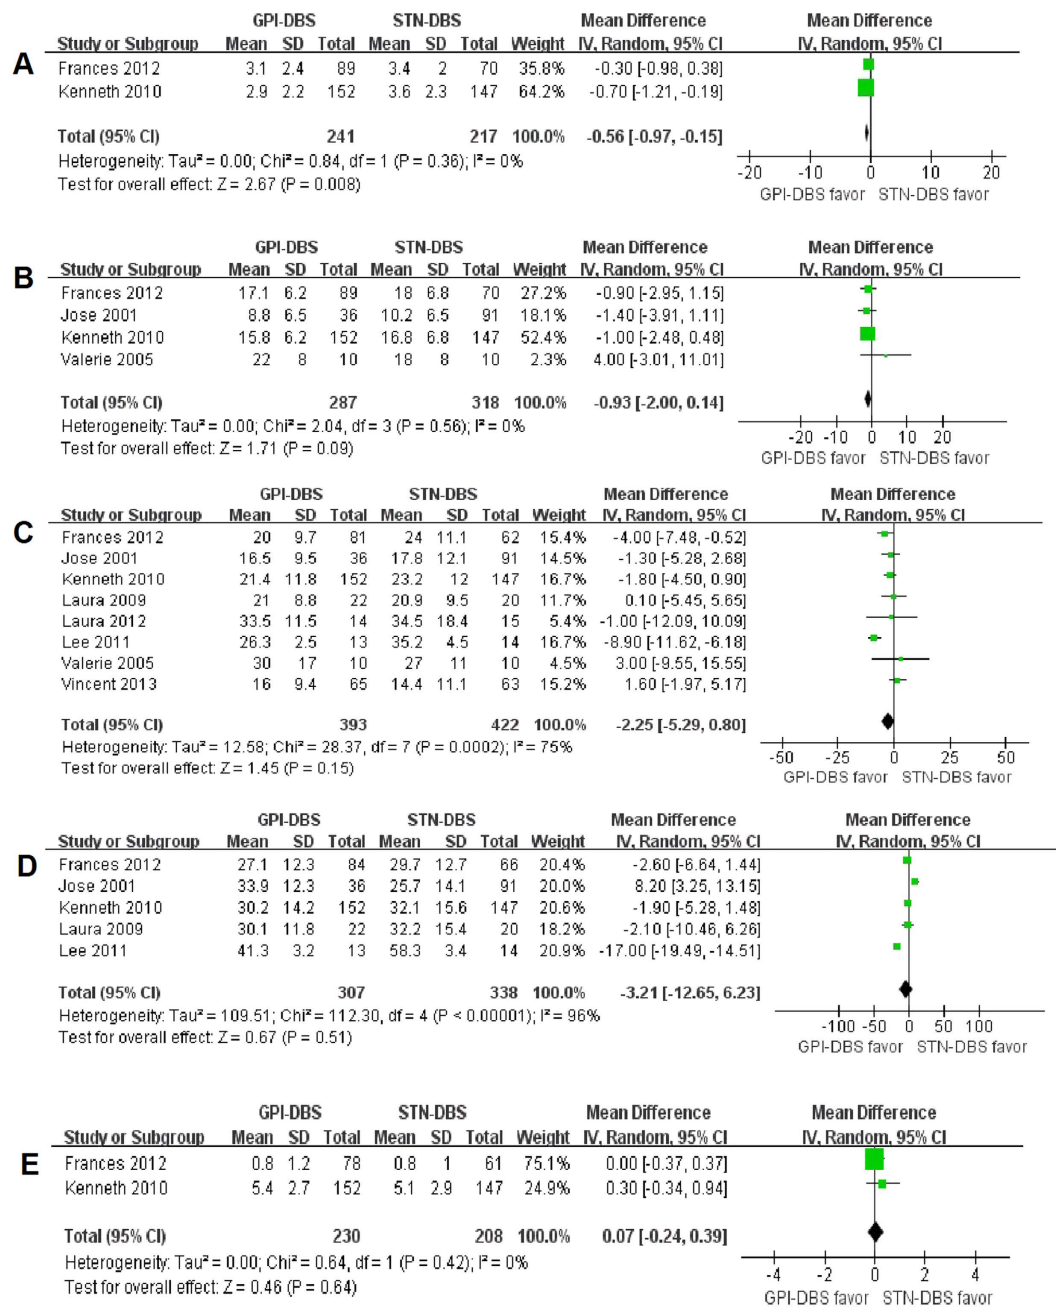 A
GPI-DBS STN-DBS Mean Difference Mean Difference
Study or Subgroup Mean SD Total Mean SD Total Weight IV, Random, 95% CI IV, Random, 95% CI
Frances 2012 3.1 2.4 89 3.4 2 70 35.8% -0.30 [-0.98, 0.38]
Kenneth 2010 2.9 2.2 152 3.6 2.3 147 64.2% -0.70 [-1.21, -0.19]
Total (95% CI) 241 217 100.0% -0.56 [-0.97, -0.15]
Heterogeneity: Tau² = 0.00; Chi² = 0.84, df = 1 (P = 0.36); I² = 0%
Test for overall effect: Z = 2.67 (P = 0.008)
-20 -10 0 10 20
GPI-DBS favor STN-DBS favor
B
GPI-DBS STN-DBS Mean Difference Mean Difference
Study or Subgroup Mean SD Total Mean SD Total Weight IV, Random, 95% CI IV, Random, 95% CI
Frances 2012 17.1 6.2 89 18 6.8 70 27.2% -0.90 [-2.95, 1.15]
Jose 2001 8.8 6.5 36 10.2 6.5 91 18.1% -1.40 [-3.91, 1.11]
Kenneth 2010 15.8 6.2 152 16.8 6.8 147 52.4% -1.00 [-2.48, 0.48]
Valerie 2005 22 8 10 18 8 10 2.3% 4.00 [-3.01, 11.01]
Total (95% CI) 287 318 100.0% -0.93 [-2.00, 0.14]
Heterogeneity: Tau² = 0.00; Chi² = 2.04, df = 3 (P = 0.56); I² = 0%
Test for overall effect: Z = 1.71 (P = 0.09)
-20 -10 0 10 20
GPI-DBS favor STN-DBS favor
C
GPI-DBS STN-DBS Mean Difference Mean Difference
Study or Subgroup Mean SD Total Mean SD Total Weight IV, Random, 95% CI IV, Random, 95% CI
Frances 2012 20 9.7 81 24 11.1 62 15.4% -4.00 [-7.48, -0.52]
Jose 2001 16.5 9.5 36 17.8 12.1 91 14.5% -1.30 [-5.28, 2.68]
Kenneth 2010 21.4 11.8 152 23.2 12 147 16.7% -1.80 [-4.50, 0.90]
Laura 2009 21 8.8 22 20.9 9.5 20 11.7% 0.10 [-5.45, 5.65]
Laura 2012 33.5 11.5 14 34.5 18.4 15 5.4% -1.00 [-12.09, 10.09]
Lee 2011 26.3 2.5 13 35.2 4.5 14 16.7% -8.90 [-11.62, -6.18]
Valerie 2005 30 17 10 27 11 10 4.5% 3.00 [-9.55, 15.55]
Vincent 2013 16 9.4 65 14.4 11.1 63 15.2% 1.60 [-1.97, 5.17]
Total (95% CI) 393 422 100.0% -2.25 [-5.29, 0.80]
Heterogeneity: Tau² = 12.58; Chi² = 28.37, df = 7 (P = 0.0002); I² = 75%
Test for overall effect: Z = 1.45 (P = 0.15)
-50 -25 0 25 50
GPI-DBS favor STN-DBS favor
D
GPI-DBS STN-DBS Mean Difference Mean Difference
Study or Subgroup Mean SD Total Mean SD Total Weight IV, Random, 95% CI IV, Random, 95% CI
Frances 2012 27.1 12.3 84 29.7 12.7 66 20.4% -2.60 [-6.64, 1.44]
Jose 2001 33.9 12.3 36 25.7 14.1 91 20.0% 8.20 [3.25, 13.15]
Kenneth 2010 30.2 14.2 152 32.1 15.6 147 20.6% -1.90 [-5.28, 1.48]
Laura 2009 30.1 11.8 22 32.2 15.4 20 18.2% -2.10 [-10.46, 6.26]
Lee 2011 41.3 3.2 13 58.3 3.4 14 20.9% -17.00 [-19.49, -14.51]
Total (95% CI) 307 338 100.0% -3.21 [-12.65, 6.23]
Heterogeneity: Tau² = 109.51; Chi² = 112.30, df = 4 (P < 0.00001); I² = 96%
Test for overall effect: Z = 0.67 (P = 0.51)
-100 -50 0 50 100
GPI-DBS favor STN-DBS favor
E
GPI-DBS STN-DBS Mean Difference Mean Difference
Study or Subgroup Mean SD Total Mean SD Total Weight IV, Random, 95% CI IV, Random, 95% CI
Frances 2012 0.8 1.2 78 0.8 1 61 75.1% 0.00 [-0.37, 0.37]
Kenneth 2010 5.4 2.7 152 5.1 2.9 147 24.9% 0.30 [-0.34, 0.94]
Total (95% CI) 230 208 100.0% 0.07 [-0.24, 0.39]
Heterogeneity: Tau² = 0.00; Chi² = 0.64, df = 1 (P = 0.42); I² = 0%
Test for overall effect: Z = 0.46 (P = 0.64)
-4 -2 0 2 4
GPI-DBS favor STN-DBS favor